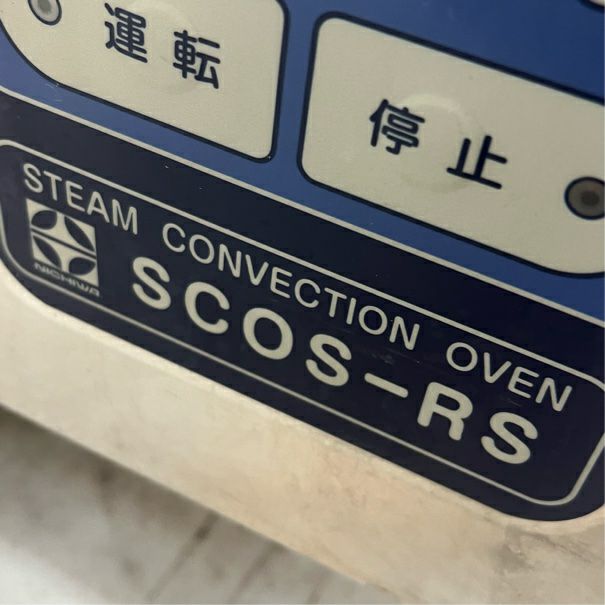 運転
停止
STEAM CONVECTION OVEN
NICHIWA
SCOS-RS